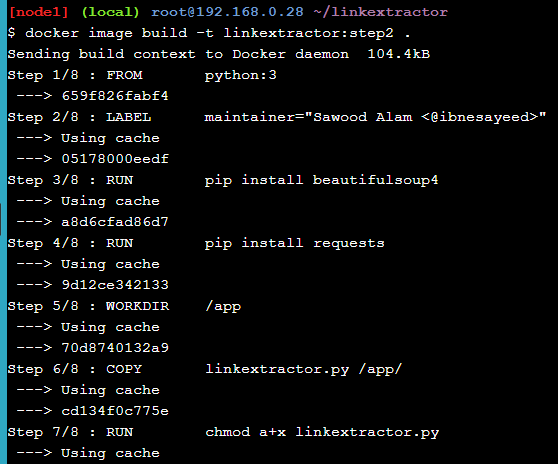 [node1] (local) root@192.168.0.28 ~/linkextractor
$ docker image build -t linkextractor:step2 .
Sending build context to Docker daemon  104.4kB
Step 1/8 : FROM       python:3
 ---> 659f826fabf4
Step 2/8 : LABEL      maintainer="Sawood Alam <@ibnesayeed>"
 ---> Using cache
 ---> 05178000eedf
Step 3/8 : RUN        pip install beautifulsoup4
 ---> Using cache
 ---> a8d6cfad86d7
Step 4/8 : RUN        pip install requests
 ---> Using cache
 ---> 9d12ce342133
Step 5/8 : WORKDIR    /app
 ---> Using cache
 ---> 70d8740132a9
Step 6/8 : COPY       linkextractor.py /app/
 ---> Using cache
 ---> cd134f0c775e
Step 7/8 : RUN        chmod a+x linkextractor.py
 ---> Using cache